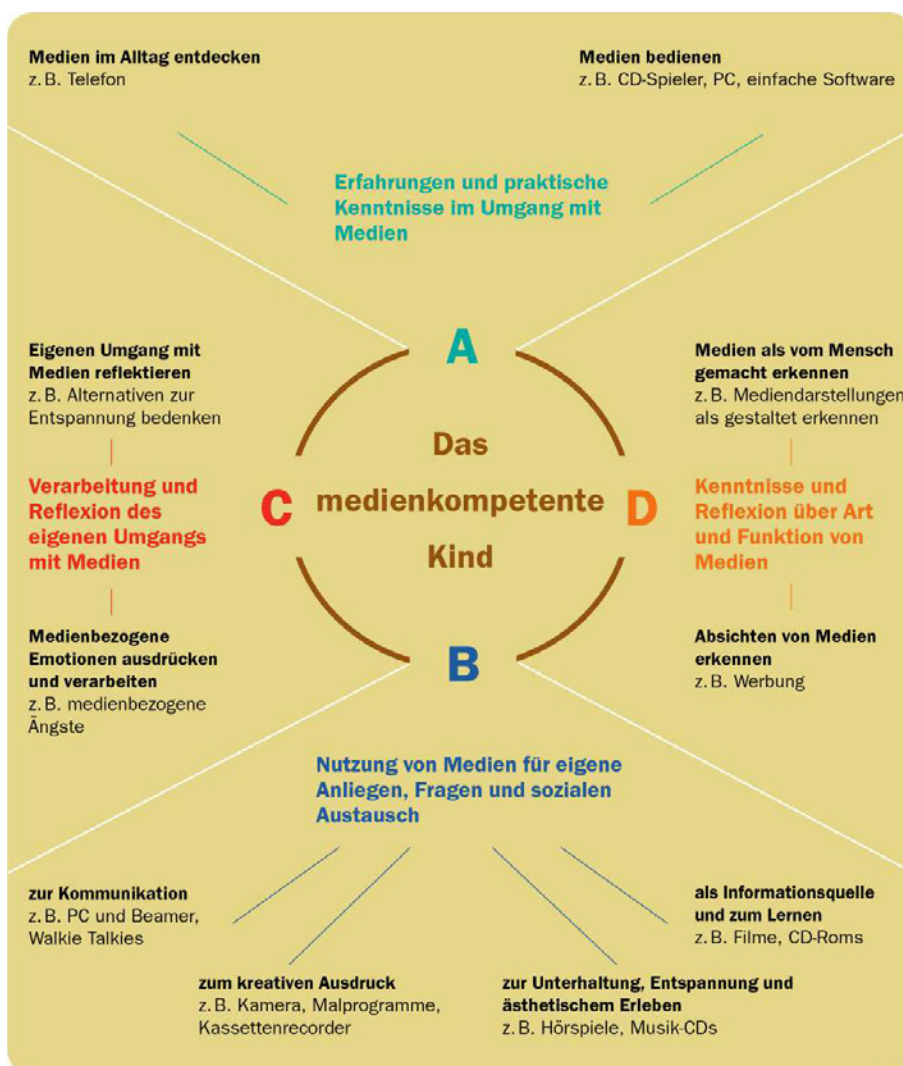 Medien im Alltag entdecken
z. B. Telefon
Medien bedienen
z. B. CD-Spieler, PC, einfache Software
Erfahrungen und praktische
Kenntnisse im Umgang mit
Medien
A
Eigenen Umgang mit
Medien reflektieren
z. B. Alternativen zur
Entspannung bedenken
Verarbeitung und
Reflexion des
eigenen Umgangs
mit Medien
Medienbezogene
Emotionen ausdrücken
und verarbeiten
z. B. medienbezogene
Ängste
C
Das
medienkompetente
Kind
D
Medien als vom Mensch
gemacht erkennen
z. B. Mediendarstellungen
als gestaltet erkennen
Kenntnisse und
Reflexion über Art
und Funktion von
Medien
Absichten von Medien
erkennen
z. B. Werbung
B
Nutzung von Medien für eigene
Anliegen, Fragen und sozialen
Austausch
zur Kommunikation
z. B. PC und Beamer,
Walkie Talkies
zum kreativen Ausdruck
z. B. Kamera, Malprogramme,
Kassettenrecorder
zur Unterhaltung, Entspannung und
ästhetischem Erleben
z. B. Hörspiele, Musik-CDs
als Informationsquelle
und zum Lernen
z. B. Filme, CD-Roms